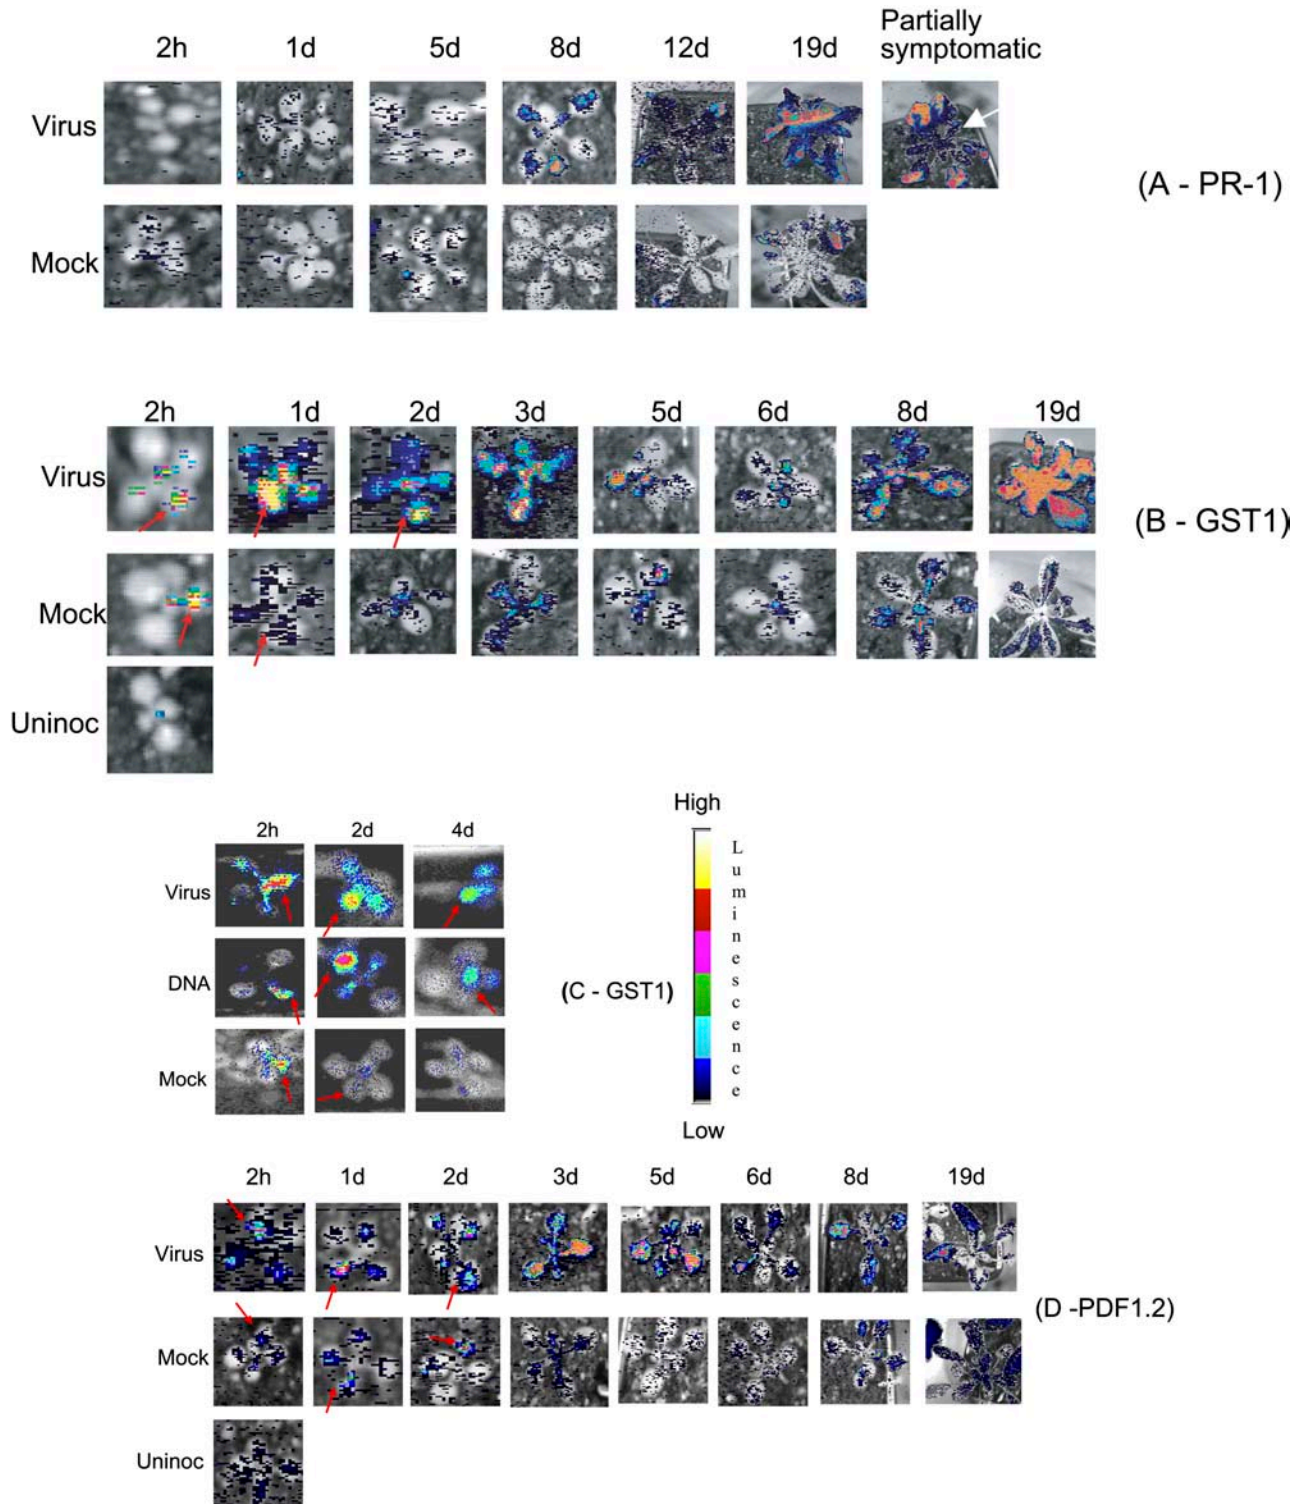 Partially
2h 1d 5d 8d 12d 19d symptomatic
Virus
(A - PR-1)
Mock
2h 1d 2d 3d 5d 6d 8d 19d
Virus
(B - GST1)
Mock
Uninoc
High
2h 2d 4d
Virus
DNA
(C - GST1)
Luminescence
Mock
Low
2h 1d 2d 3d 5d 6d 8d 19d
Virus
(D -PDF1.2)
Mock
Uninoc